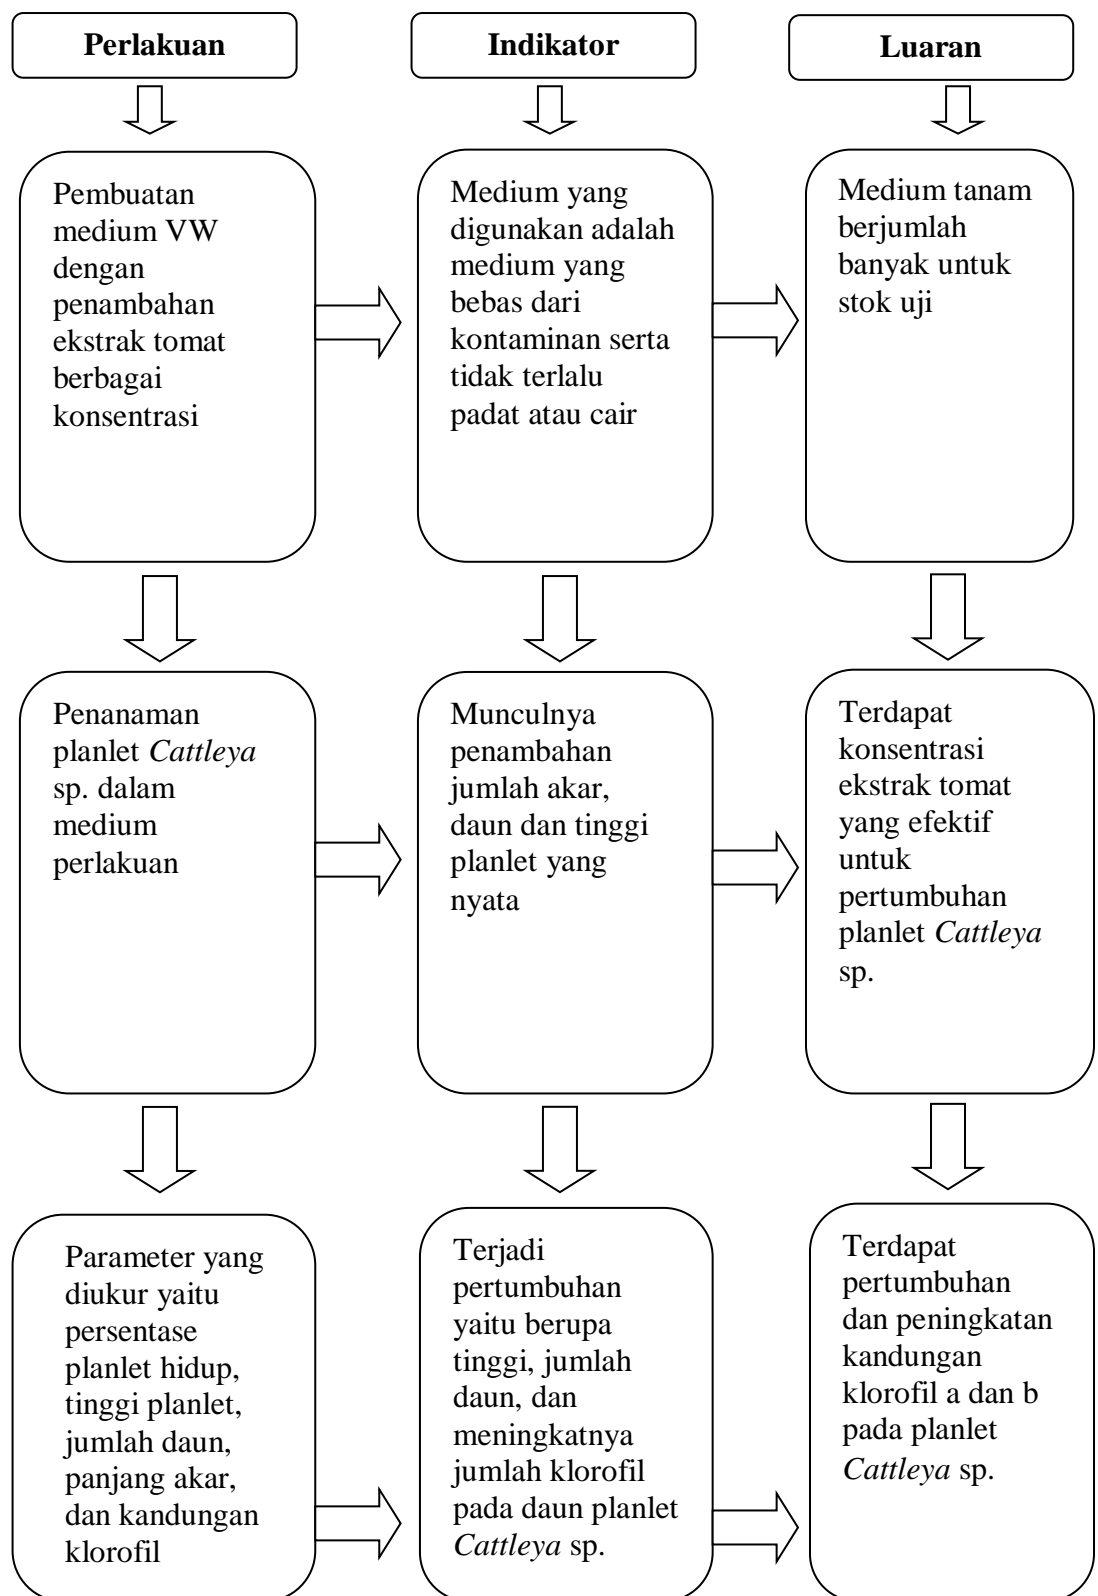 Perlakuan
Indikator
Luaran
Pembuatan
medium VW
dengan
penambahan
ekstrak tomat
berbagai
konsentrasi
Medium yang
digunakan adalah
medium yang
bebas dari
kontaminan serta
tidak terlalu
padat atau cair
Medium tanam
berjumlah
banyak untuk
stok uji
Penanaman
planlet Cattleya
sp. dalam
medium
perlakuan
Munculnya
penambahan
jumlah akar,
daun dan tinggi
planlet yang
nyata
Terdapat
konsentrasi
ekstrak tomat
yang efektif
untuk
pertumbuhan
planlet Cattleya
sp.
Parameter yang
diukur yaitu
persentase
planlet hidup,
tinggi planlet,
jumlah daun,
panjang akar,
dan kandungan
klorofil
Terjadi
pertumbuhan
yaitu berupa
tinggi, jumlah
daun, dan
meningkatnya
jumlah klorofil
pada daun planlet
Cattleya sp.
Terdapat
pertumbuhan
dan peningkatan
kandungan
klorofil a dan b
pada planlet
Cattleya sp.